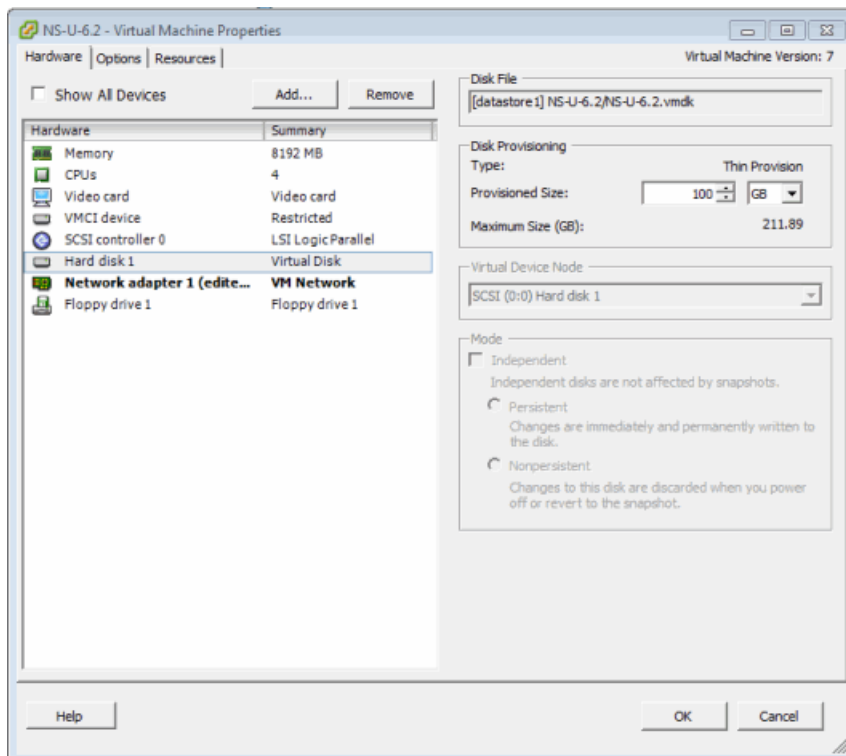 NS-U-6.2 - Virtual Machine Properties
Hardware Options Resources Virtual Machine Version: 7
Show All Devices Add... Remove
Hardware Summary
Memory 8192 MB
CPUs 4
Video card Video card
VMCI device Restricted
SCSI controller 0 LSI Logic Parallel
Hard disk 1 Virtual Disk
Network adapter 1 (edite... VM Network
Floppy drive 1 Floppy drive 1
Disk File
[datastore1] NS-U-6.2/NS-U-6.2.vmdk
Disk Provisioning
Type: Thin Provision
Provisioned Size: 100 GB
Maximum Size (GB): 211.89
Virtual Device Node
SCSI (0:0) Hard disk 1
Mode
Independent
Independent disks are not affected by snapshots.
Persistent
Changes are immediately and permanently written to
the disk.
Nonpersistent
Changes to this disk are discarded when you power
off or revert to the snapshot.
Help OK Cancel